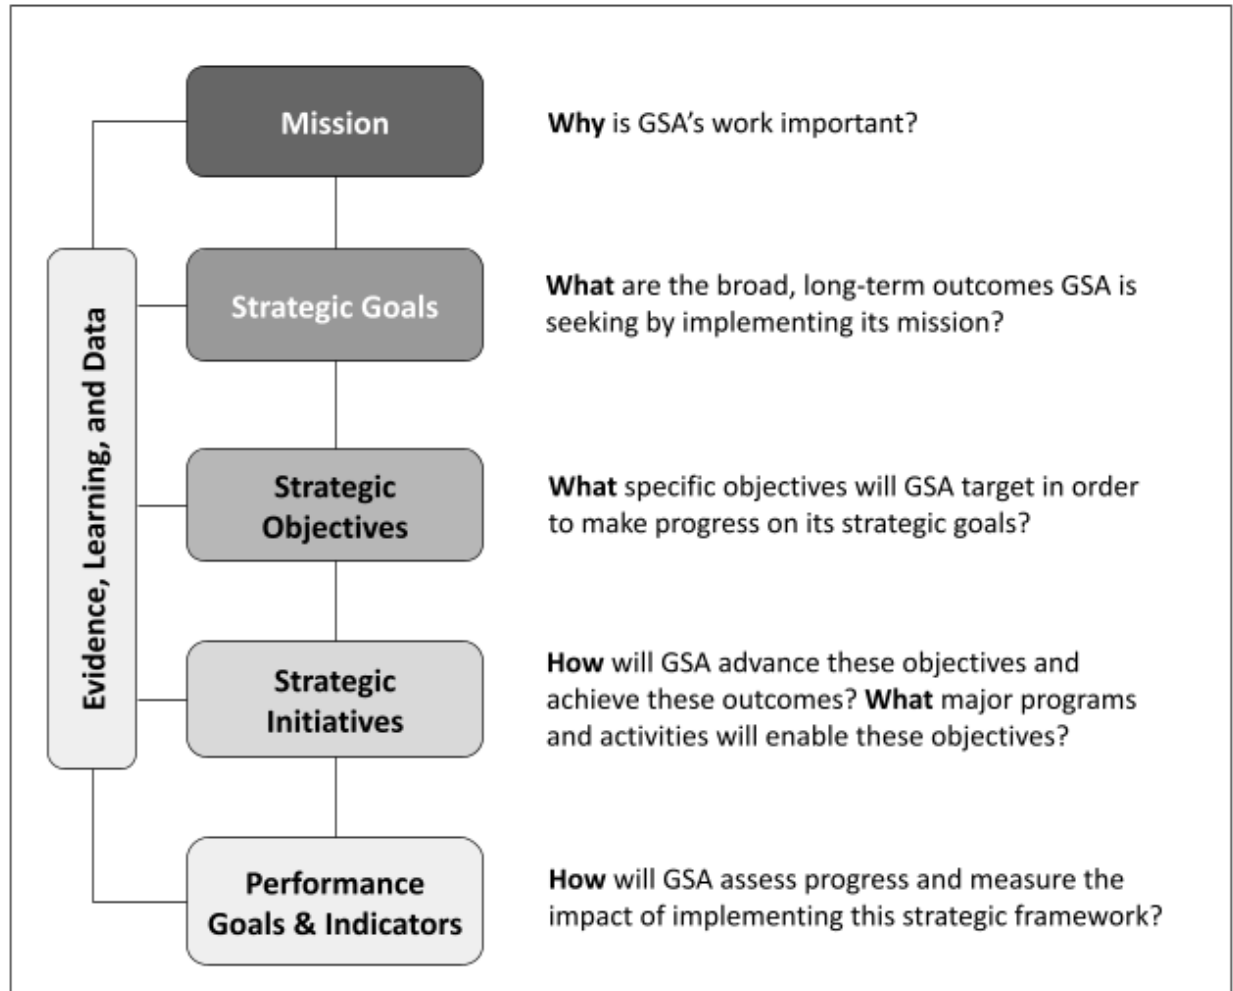 Mission
Why is GSA’s work important?
Strategic Goals
What are the broad, long-term outcomes GSA is
seeking by implementing its mission?
Evidence, Learning, and Data
Strategic
Objectives
What specific objectives will GSA target in order
to make progress on its strategic goals?
Strategic
Initiatives
How will GSA advance these objectives and
achieve these outcomes? What major programs
and activities will enable these objectives?
Performance
Goals & Indicators
How will GSA assess progress and measure the
impact of implementing this strategic framework?